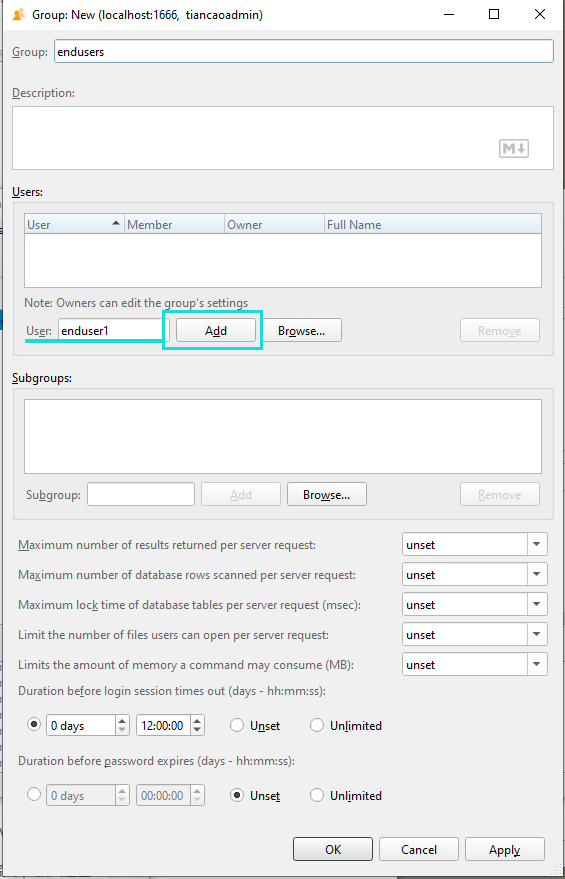 Group: New (localhost:1666, tiancaoadmin)
Group: endusers
Description:
M
Users:
User Member Owner Full Name
Note: Owners can edit the group's settings
User: enduser1 Add Browse... Remove
Subgroups:
Subgroup: Add Browse... Remove
Maximum number of results returned per server request: unset
Maximum number of database rows scanned per server request: unset
Maximum lock time of database tables per server request (msec): unset
Limit the number of files users can open per server request: unset
Limits the amount of memory a command may consume (MB): unset
Duration before login session times out (days - hh:mm:ss):
0 days 12:00:00 Unset Unlimited
Duration before password expires (days - hh:mm:ss):
0 days 00:00:00 Unset Unlimited
OK Cancel Apply